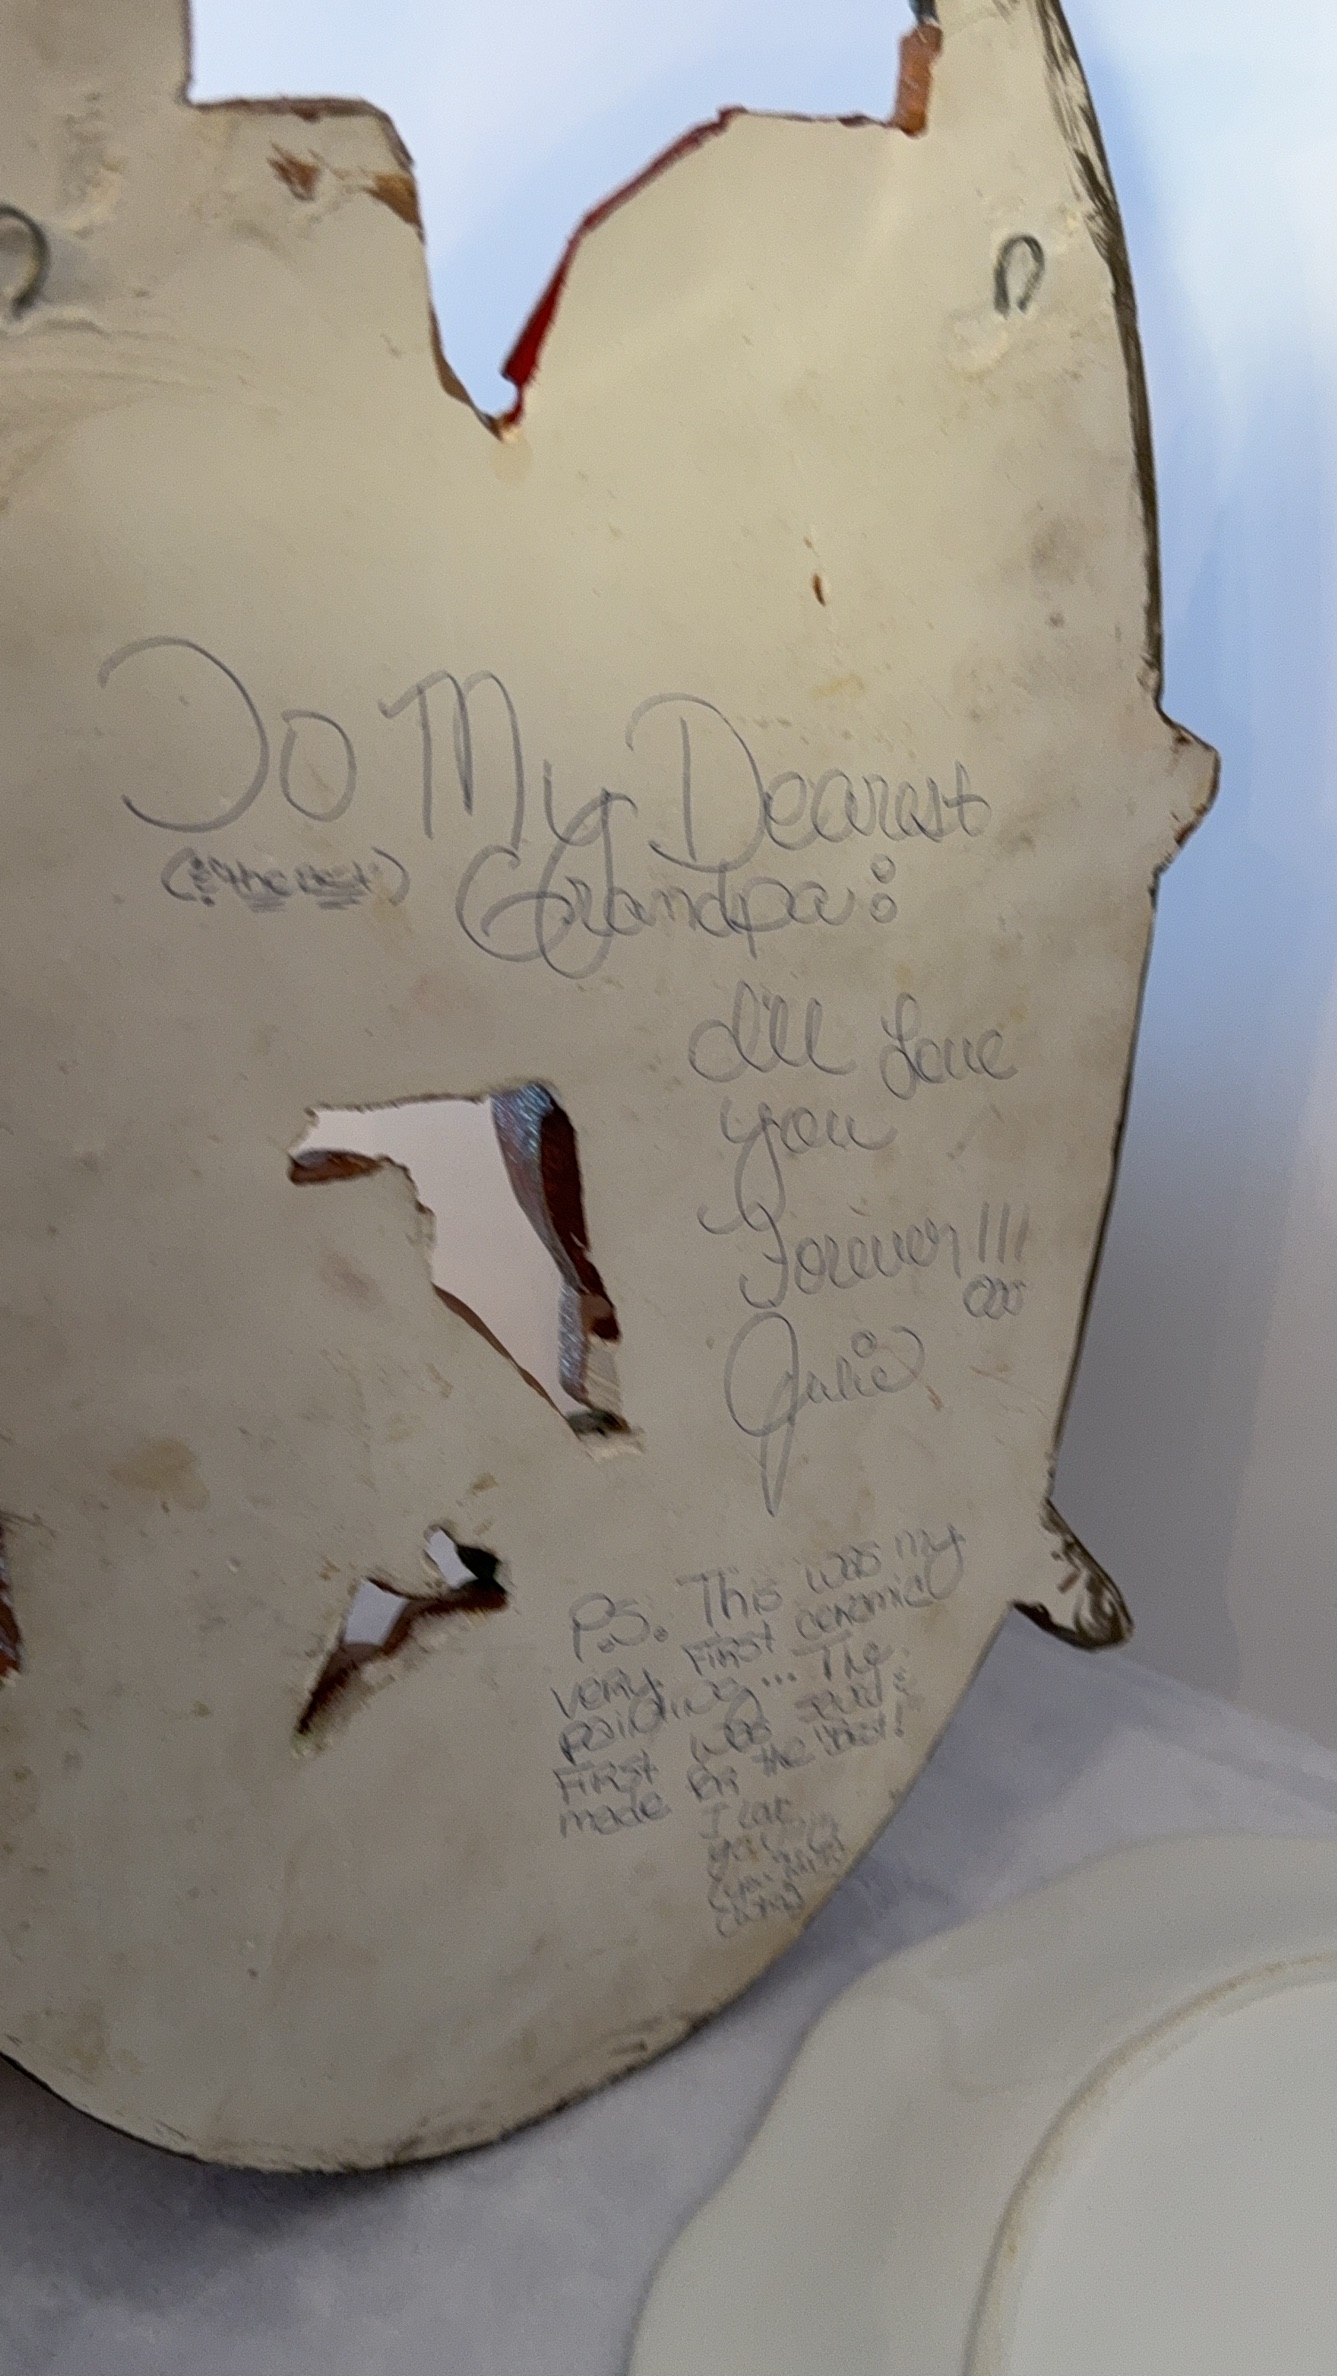 To My Dearest
(& the best) Grandpa:
I'll Love
you
Forever!!!
Julie
P.S. This was my
very first ceramic
painting... The
first was
made for the best!
I love
you